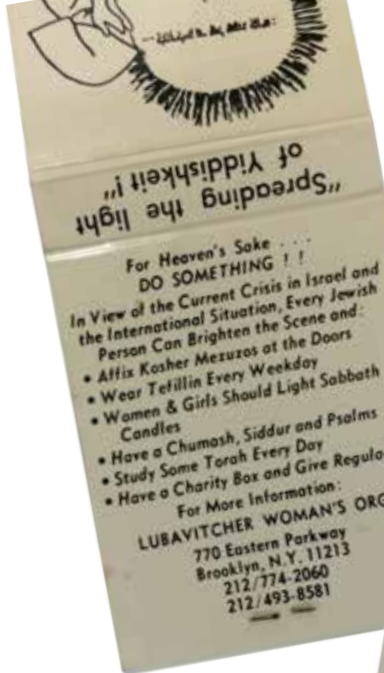 "Spreading the light
of Yiddishkeit!"
For Heaven's Sake . . .
DO SOMETHING ! !
In View of the Current Crisis in Israel and
the International Situation, Every Jewish
Person Can Brighten the Scene and:
• Affix Kosher Mezuzos at the Doors
• Wear Tefillin Every Weekday
• Women & Girls Should Light Sabbath
Candles
• Have a Chumash, Siddur and Psalms
• Study Some Torah Every Day
• Have a Charity Box and Give Regula
For More Information:
LUBAVITCHER WOMAN'S ORG
770 Eastern Parkway
Brooklyn, N.Y. 11213
212/774-2060
212/493-8581